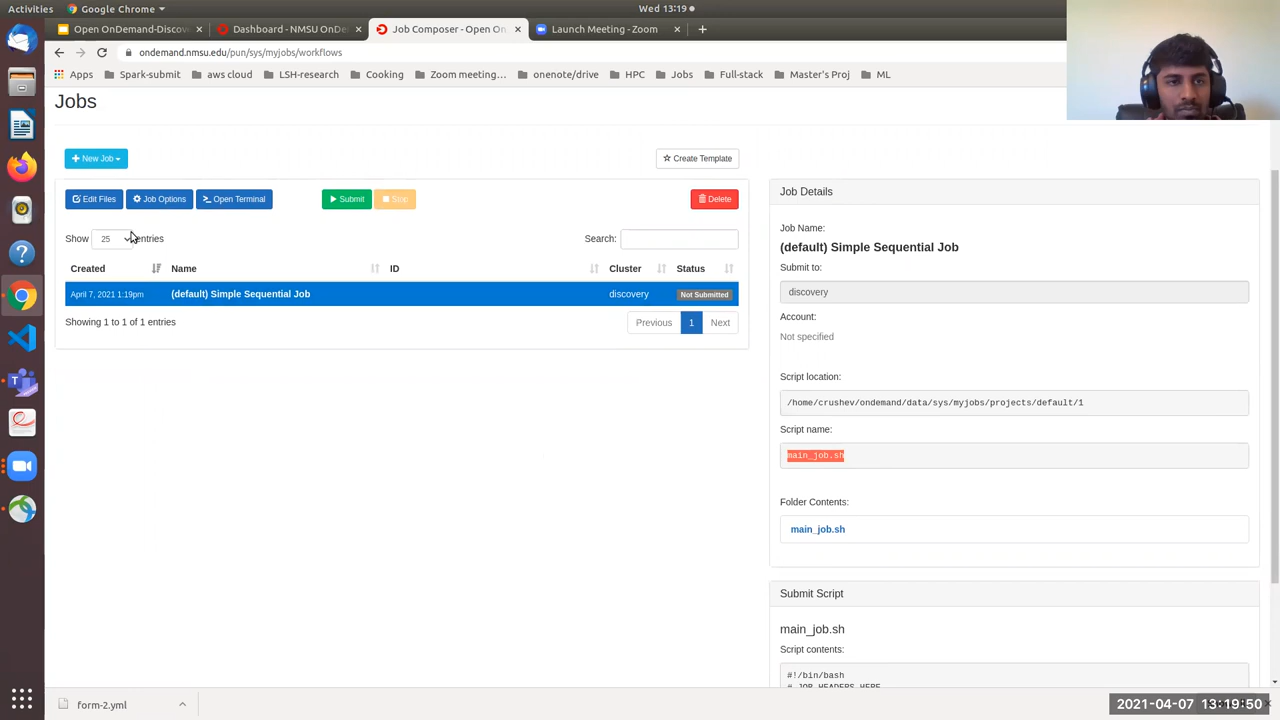 Activities
Google Chrome
Wed 13:19
Open OnDemand-Discov
Dashboard - NMSU OnDe
Job Composer - Open On
Launch Meeting - Zoom
ondemand.nmsu.edu/pun/sys/myjobs/workflows
Apps
Spark-submit
aws cloud
LSH-research
Cooking
Zoom meeting...
onenote/drive
HPC
Jobs
Full-stack
Master's Proj
ML
Jobs
New Job
Create Template
Edit Files
Job Options
Open Terminal
Submit
Stop
Delete
Show 25 entries
Search:
Created Name ID Cluster Status
April 7, 2021 1:19pm (default) Simple Sequential Job discovery Not Submitted
Showing 1 to 1 of 1 entries
Previous 1 Next
Job Details
Job Name:
(default) Simple Sequential Job
Submit to:
discovery
Account:
Not specified
Script location:
/home/crushev/ondemand/data/sys/myjobs/projects/default/1
Script name:
main_job.sh
Folder Contents:
main_job.sh
Submit Script
main_job.sh
Script contents:
#!/bin/bash
# JOB HEADERS HERE
form-2.yml
2021-04-07 13:19:50